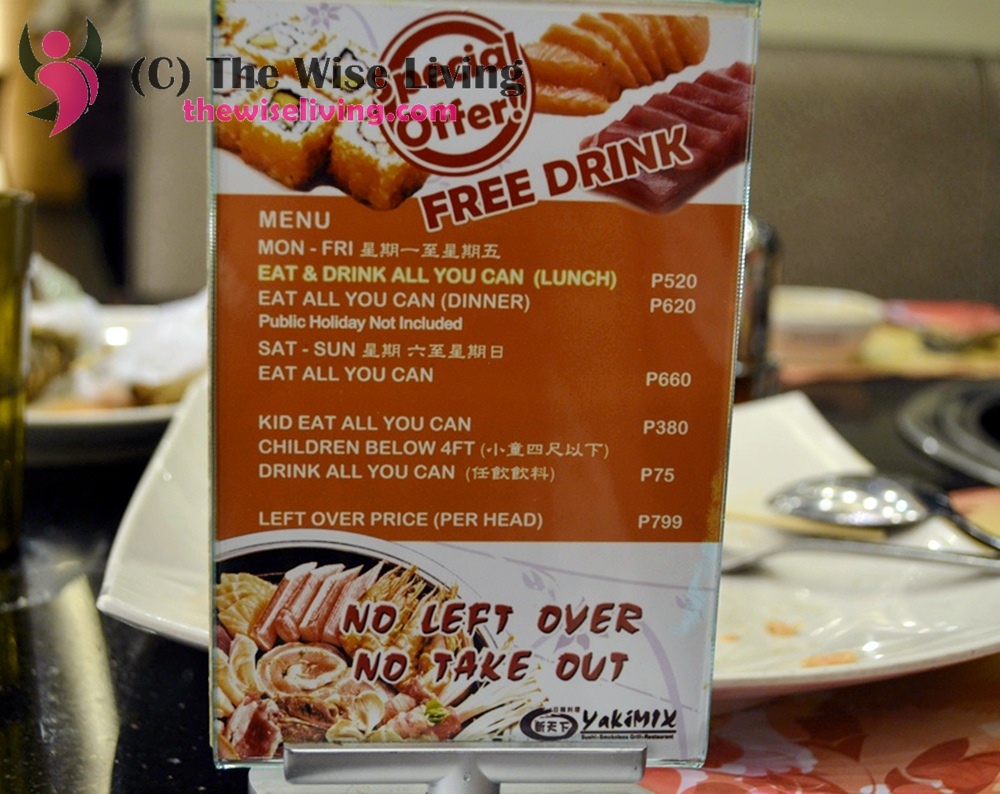 (C) The Wise Living
thewiseliving.com
Special
Offer!!
FREE DRINK
MENU
MON - FRI 星期一至星期五
EAT & DRINK ALL YOU CAN (LUNCH) P520
EAT ALL YOU CAN (DINNER) P620
Public Holiday Not Included
SAT - SUN 星期 六至星期日
EAT ALL YOU CAN P660
KID EAT ALL YOU CAN P380
CHILDREN BELOW 4FT (小童四尺以下)
DRINK ALL YOU CAN (任飲飲料) P75
LEFT OVER PRICE (PER HEAD) P799
NO LEFT OVER
NO TAKE OUT
新天下 YakiMIX
Sushi-Smokeless Grill-Restaurant